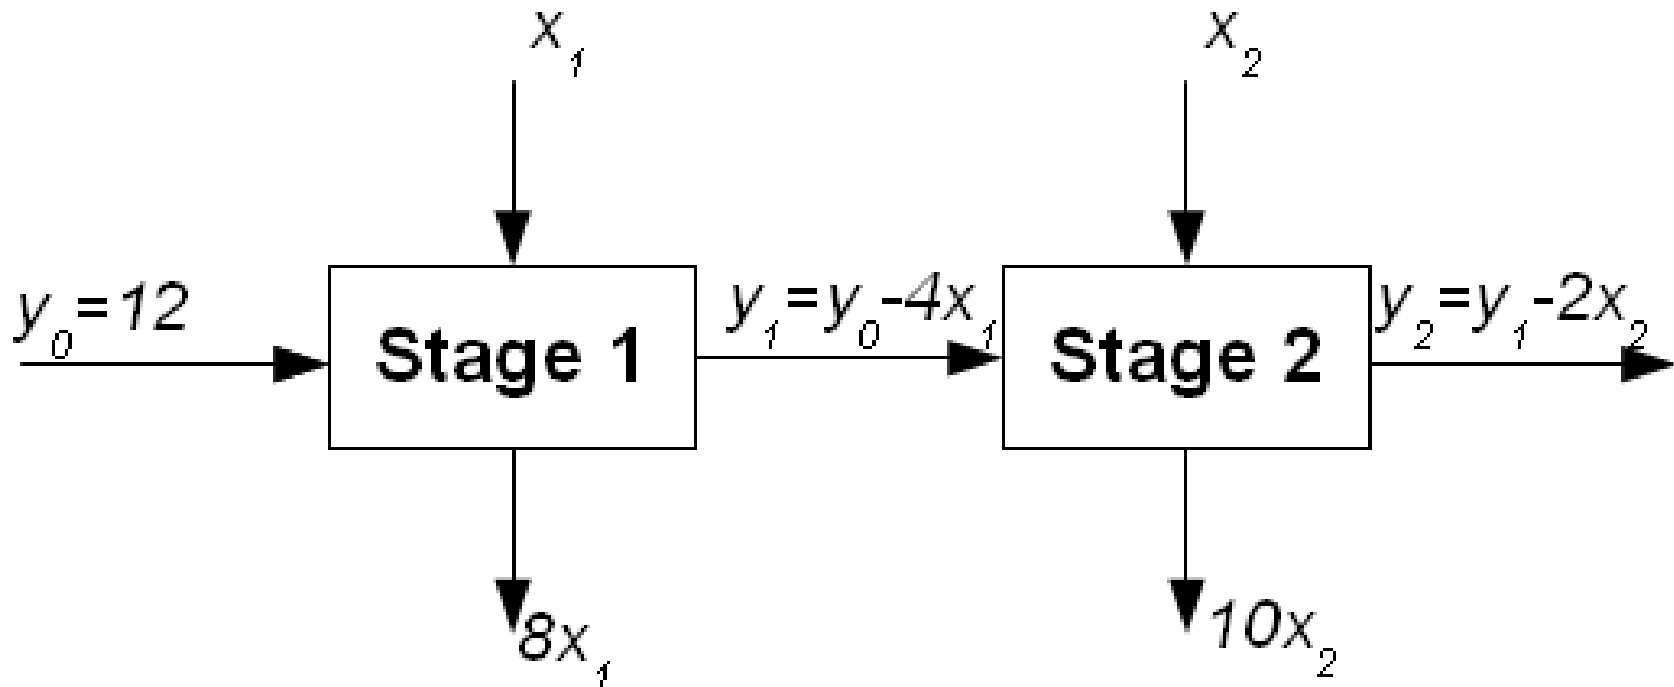 x₁
x₂
y₀=12
Stage 1
y₁=y₀-4x₁
Stage 2
y₂=y₁-2x₂
8x₁
10x₂